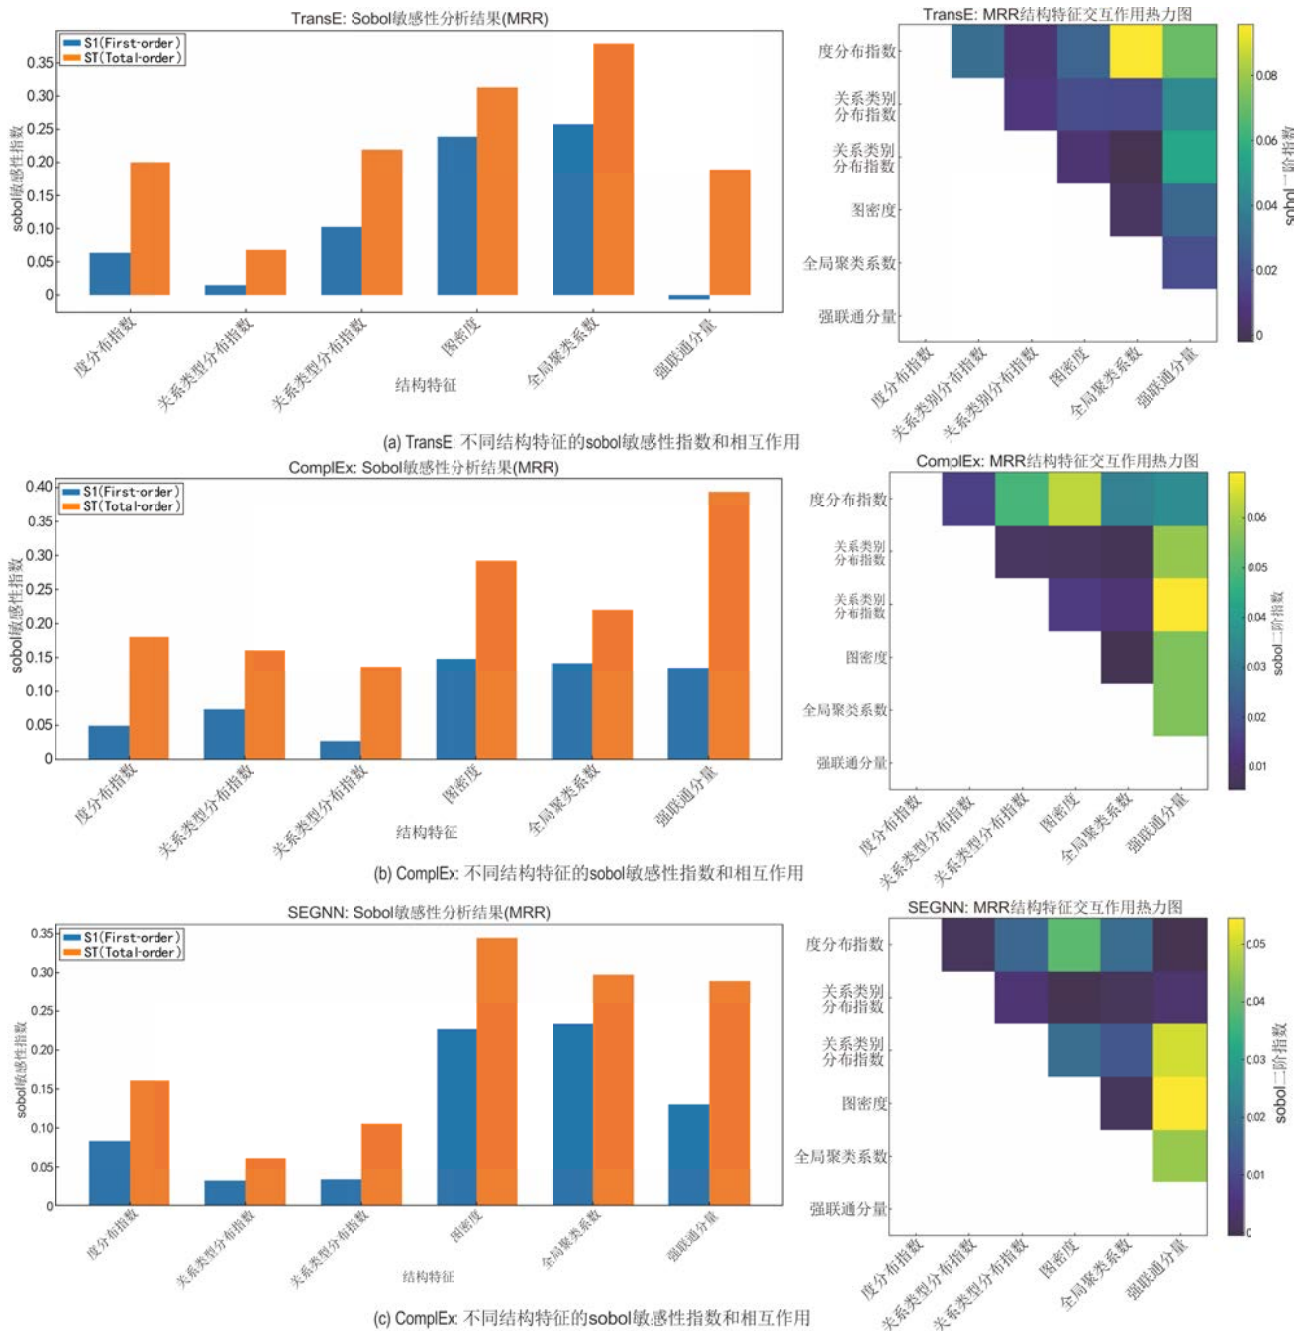 TransE: Sobol敏感性分析结果(MRR)
S1(First-order)
ST(Total-order)
0.35
0.30
0.25
0.20
0.15
0.10
0.05
0
sobol敏感性指数
度分布指数
关系类型分布指数
关系类型分布指数
图密度
全局聚类系数
强联通分量
结构特征
TransE: MRR结构特征交互作用热力图
度分布指数
关系类别
分布指数
关系类别
分布指数
图密度
全局聚类系数
强联通分量
度分布指数
关系类别分布指数
关系类别分布指数
图密度
全局聚类系数
强联通分量
0.08
0.06
0.04
0.02
0
sobol二阶指数
(a) TransE: 不同结构特征的sobol敏感性指数和相互作用
ComplEx: Sobol敏感性分析结果(MRR)
S1(First-order)
ST(Total-order)
0.40
0.35
0.30
0.25
0.20
0.15
0.10
0.05
0
sobol敏感性指数
度分布指数
关系类型分布指数
关系类型分布指数
图密度
全局聚类系数
强联通分量
结构特征
ComplEx: MRR结构特征交互作用热力图
度分布指数
关系类别
分布指数
关系类别
分布指数
图密度
全局聚类系数
强联通分量
度分布指数
关系类型分布指数
关系类型分布指数
图密度
全局聚类系数
强联通分量
0.06
0.05
0.04
0.03
0.02
0.01
sobol二阶指数
(b) ComplEx: 不同结构特征的sobol敏感性指数和相互作用
SEGNN: Sobol敏感性分析结果(MRR)
S1(First-order)
ST(Total-order)
0.35
0.30
0.25
0.20
0.15
0.10
0.05
0
sobol敏感性指数
度分布指数
关系类型分布指数
关系类型分布指数
图密度
全局聚类系数
强联通分量
结构特征
SEGNN: MRR结构特征交互作用热力图
度分布指数
关系类别
分布指数
关系类别
分布指数
图密度
全局聚类系数
强联通分量
度分布指数
关系类型分布指数
关系类型分布指数
图密度
全局聚类系数
强联通分量
0.05
0.04
0.03
0.02
0.01
0.0
sobol二阶指数
(c) ComplEx: 不同结构特征的sobol敏感性指数和相互作用